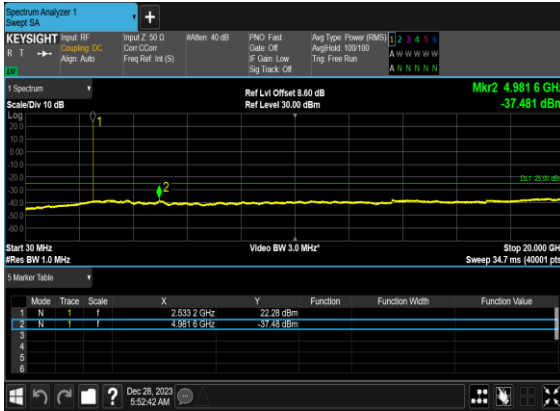 Spectrum Analyzer 1
Swept SA
+
KEYSIGHT
R T
Input: RF
Coupling: DC
Align: Auto
Input Z: 50 Ω
Corr CCorr
Freq Ref: Int (S)
#Atten: 40 dB
PNO: Fast
Gate: Off
IF Gain: Low
Sig Track: Off
Avg Type: Power (RMS)
Avg|Hold: 100/100
Trig: Free Run
1 2 3 4 5 6
A W W W W W
A N N N N N
1 Spectrum
Scale/Div 10 dB
Ref Lvl Offset 8.60 dB
Ref Level 30.00 dBm
Mkr2 4.981 6 GHz
-37.481 dBm
Log
20.0
10.0
0.00
-10.0
-20.0
-30.0
-40.0
-50.0
-60.0
1
2
DL1 -25.00 dBm
Start 30 MHz
#Res BW 1.0 MHz
Video BW 3.0 MHz*
Stop 20.000 GHz
Sweep 34.7 ms (40001 pts)
5 Marker Table
Mode Trace Scale X Y Function Function Width Function Value
1 N 1 f 2.533 2 GHz 22.28 dBm
2 N 1 f 4.981 6 GHz -37.48 dBm
3
4
5
6
?
Dec 28, 2023
5:52:42 AM